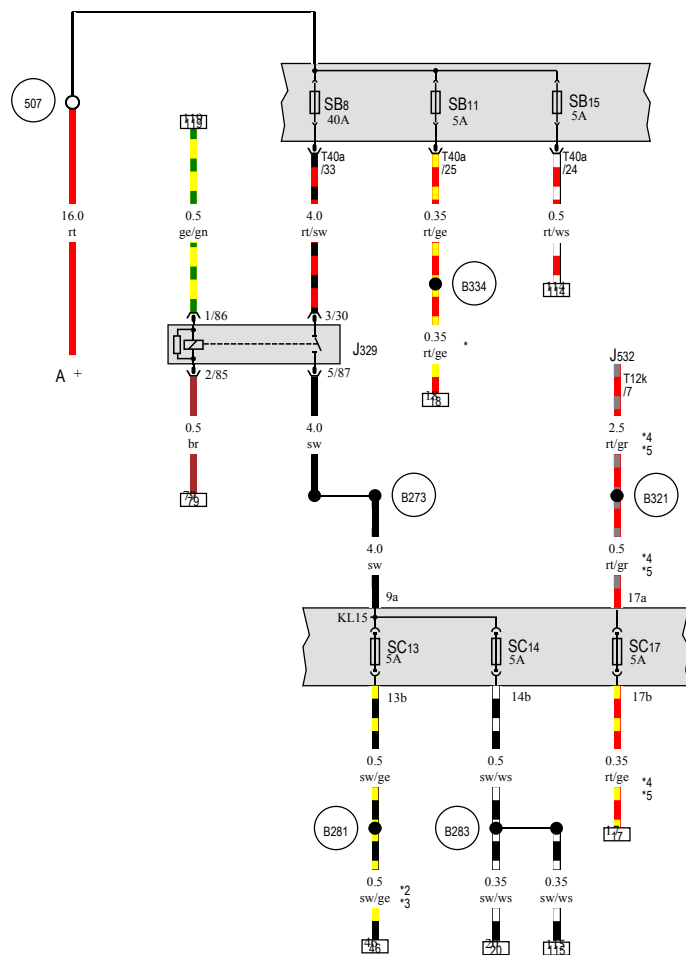 507
SB8
40A
SB11
5A
SB15
5A
119
T40a
/33
T40a
/25
T40a
/24
16.0
rt
0.5
ge/gn
4.0
rt/sw
0.35
rt/ge
0.5
rt/ws
B334
114
1/86
3/30
0.35
rt/ge
*
J329
J532
A +
2/85
5/87
T12k
/7
18
0.5
br
4.0
sw
2.5
rt/gr
*4
*5
79
B273
B321
4.0
sw
0.5
rt/gr
*4
*5
9a
17a
KL15
SC13
5A
SC14
5A
SC17
5A
13b
14b
17b
0.5
sw/ge
0.5
sw/ws
0.35
rt/ge
*4
*5
B281
B283
17
0.5
sw/ge
*2
*3
0.35
sw/ws
0.35
sw/ws
46
20
115